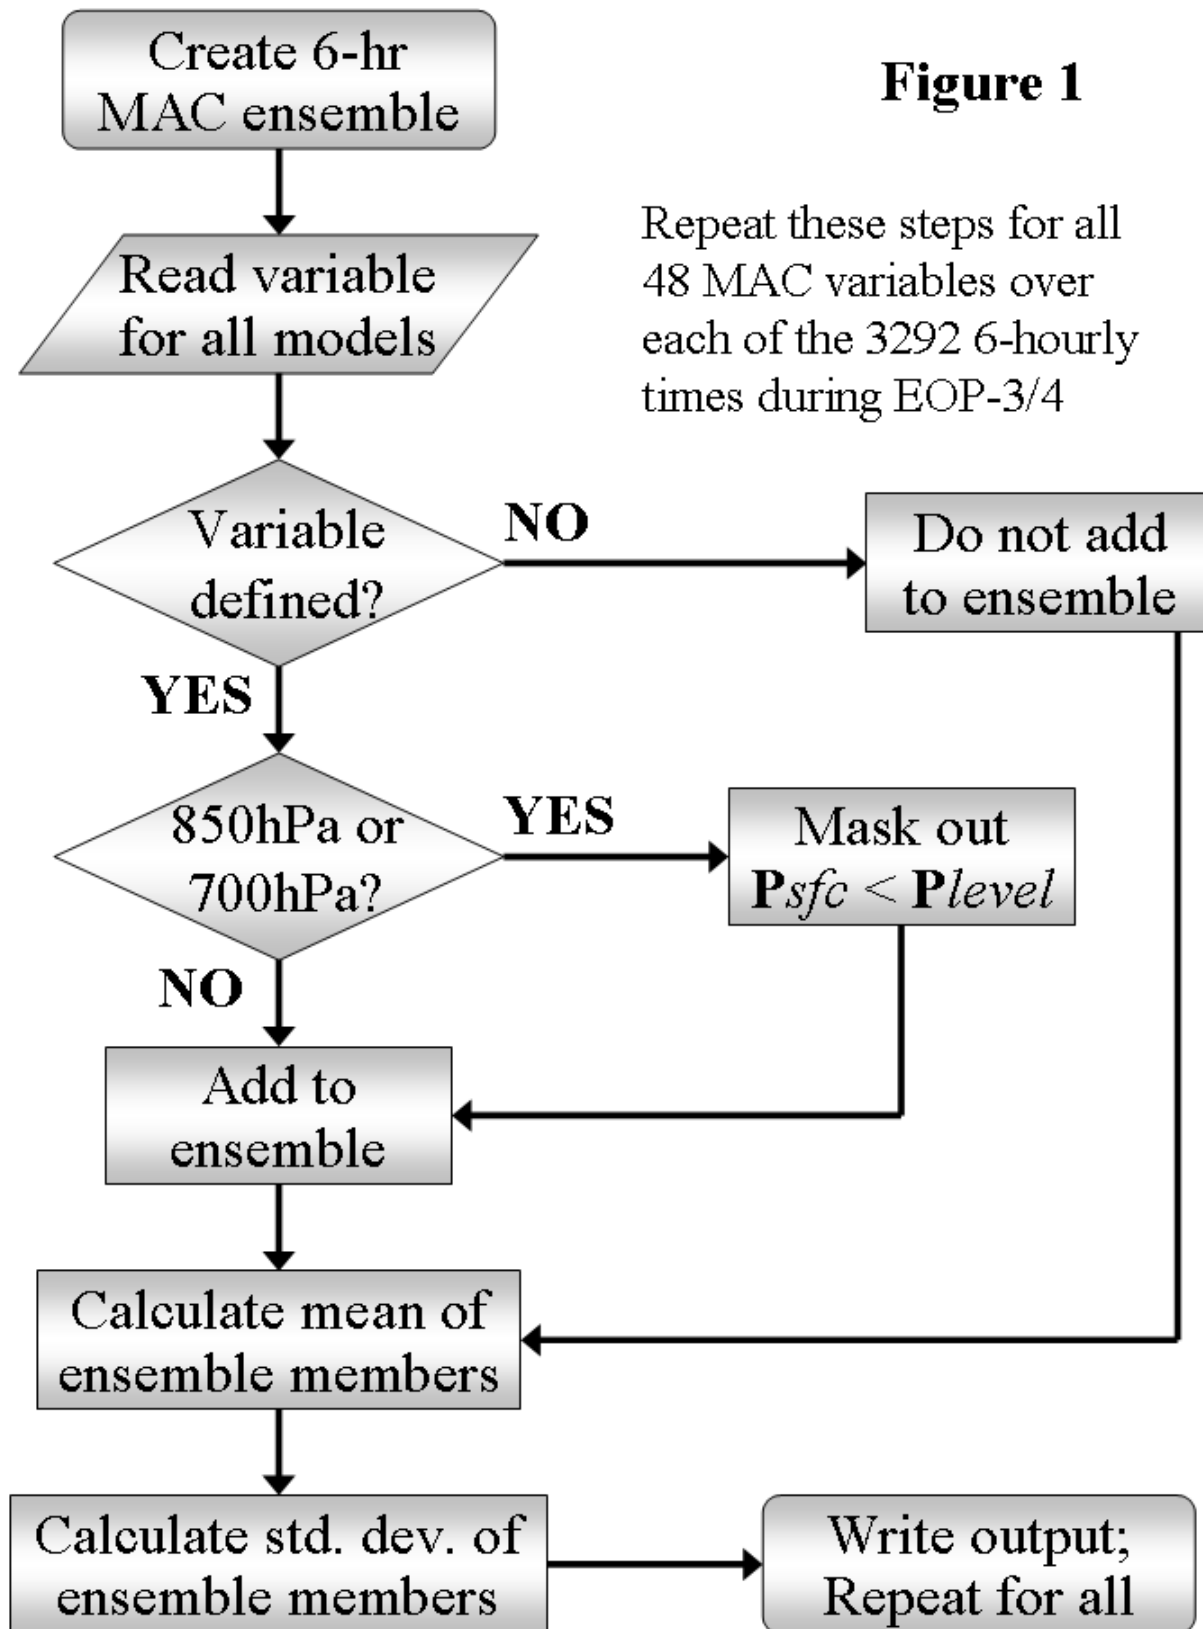 Create 6-hr
MAC ensemble
Figure 1
Read variable
for all models
Repeat these steps for all
48 MAC variables over
each of the 3292 6-hourly
times during EOP-3/4
Variable
defined?
NO
Do not add
to ensemble
YES
850hPa or
700hPa?
YES
Mask out
Psfc < Plevel
NO
Add to
ensemble
Calculate mean of
ensemble members
Calculate std. dev. of
ensemble members
Write output;
Repeat for all